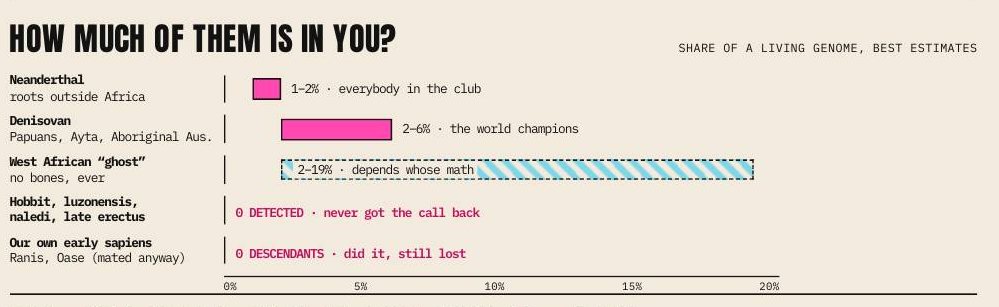 HOW MUCH OF THEM IS IN YOU?
SHARE OF A LIVING GENOME, BEST ESTIMATES
Neanderthal
roots outside Africa
1–2% · everybody in the club
Denisovan
Papuans, Ayta, Aboriginal Aus.
2–6% · the world champions
West African “ghost”
no bones, ever
2–19% · depends whose math
Hobbit, luzonensis,
naledi, late erectus
0 DETECTED · never got the call back
Our own early sapiens
Ranis, Oase (mated anyway)
0 DESCENDANTS · did it, still lost
0% 5% 10% 15% 20%